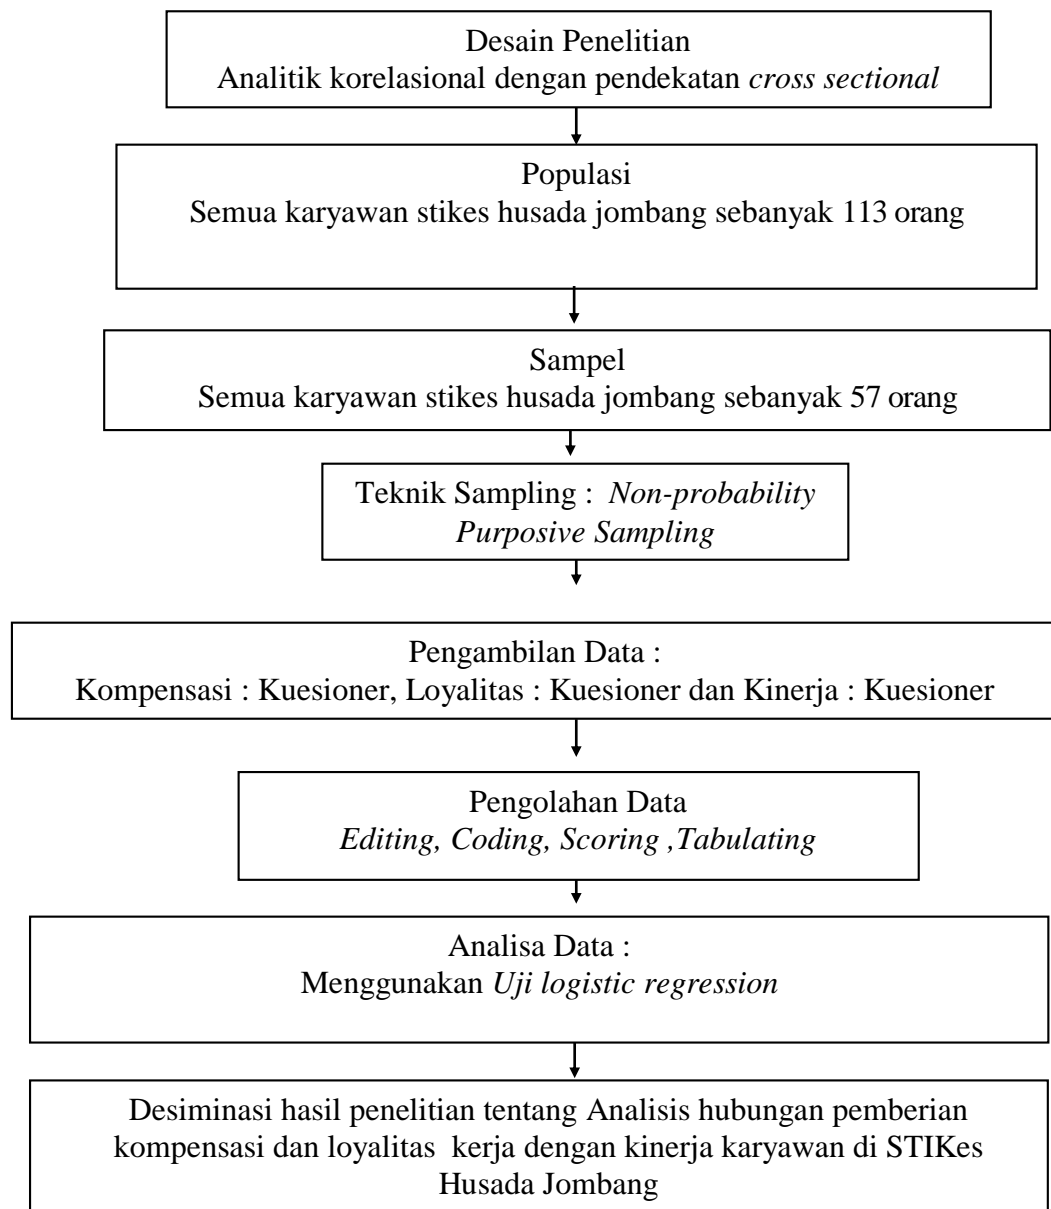 Desain Penelitian
Analitik korelasional dengan pendekatan cross sectional
Populasi
Semua karyawan stikes husada jombang sebanyak 113 orang
Sampel
Semua karyawan stikes husada jombang sebanyak 57 orang
Teknik Sampling : Non-probability
Purposive Sampling
Pengambilan Data :
Kompensasi : Kuesioner, Loyalitas : Kuesioner dan Kinerja : Kuesioner
Pengolahan Data
Editing, Coding, Scoring ,Tabulating
Analisa Data :
Menggunakan Uji logistic regression
Desiminasi hasil penelitian tentang Analisis hubungan pemberian
kompensasi dan loyalitas kerja dengan kinerja karyawan di STIKes
Husada Jombang